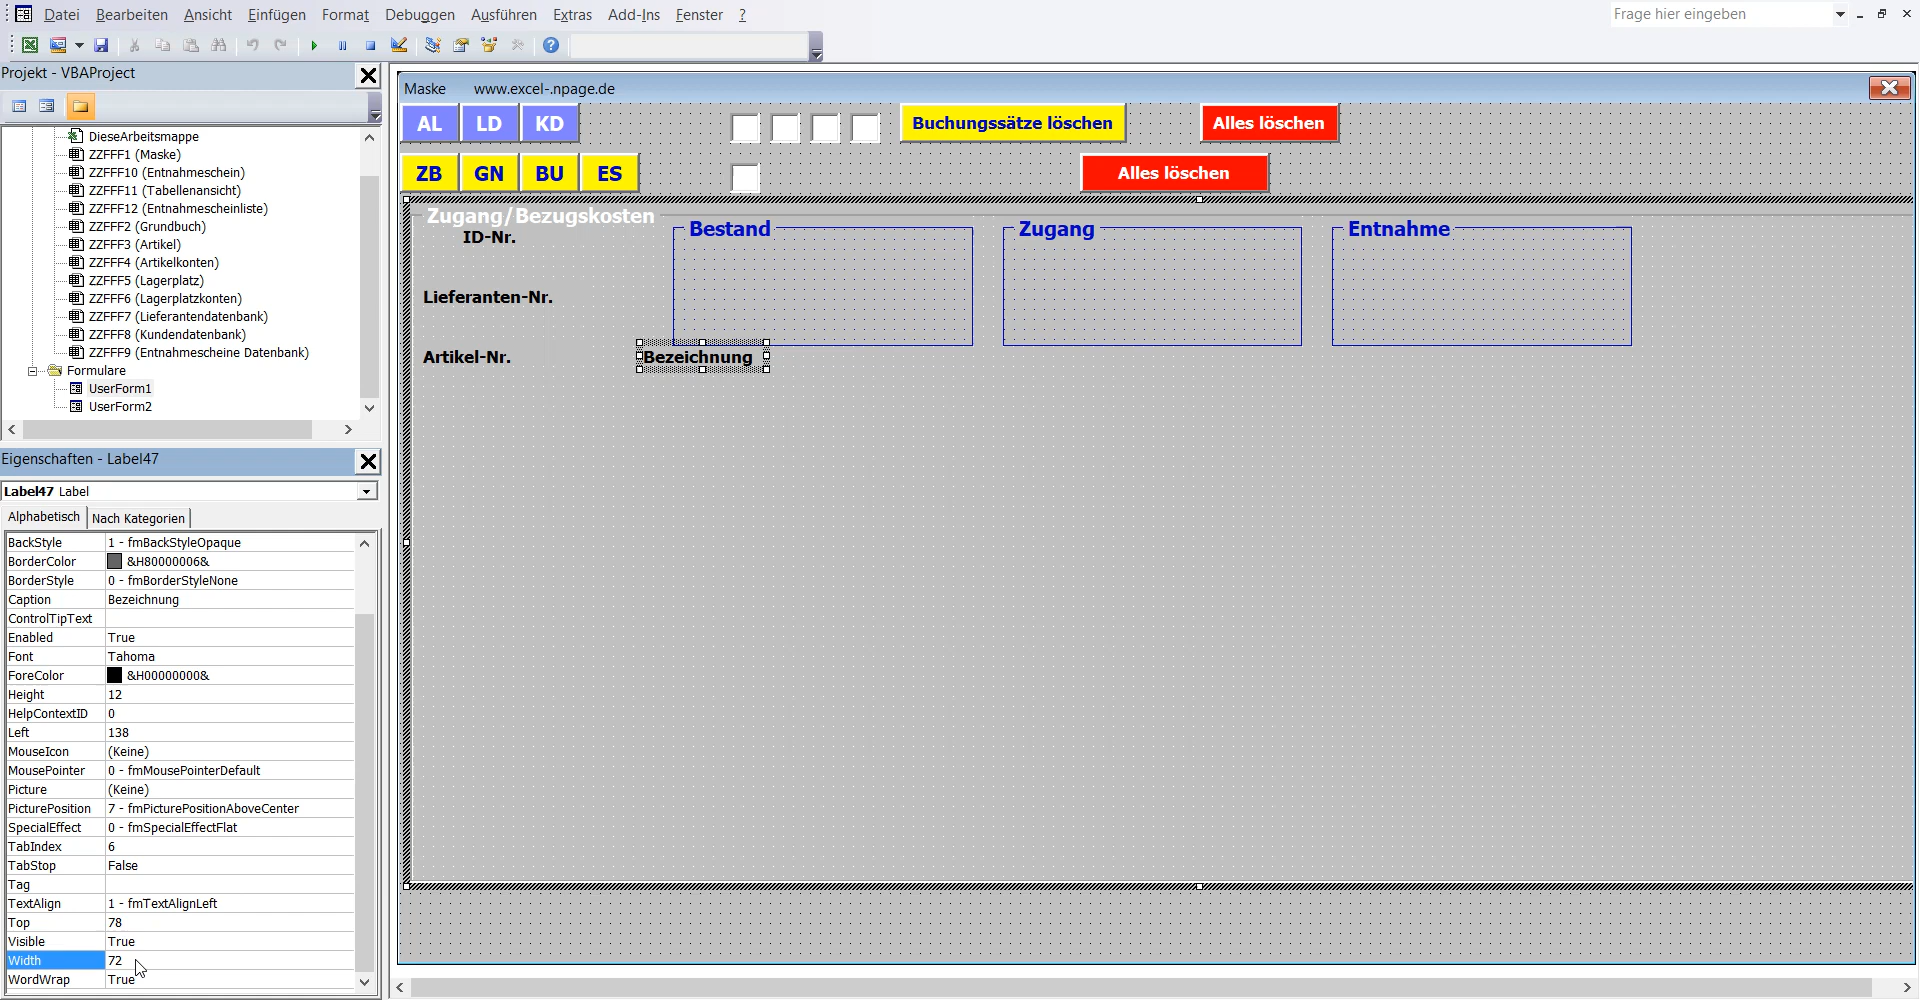 Datei Bearbeiten Ansicht Einfügen Format Debuggen Ausführen Extras Add-Ins Fenster ? Frage hier eingeben
Projekt - VBAProject
DieseArbeitsmappe
ZZFFF1 (Maske)
ZZFFF10 (Entnahmeschein)
ZZFFF11 (Tabellenansicht)
ZZFFF12 (Entnahmescheinliste)
ZZFFF2 (Grundbuch)
ZZFFF3 (Artikel)
ZZFFF4 (Artikelkonten)
ZZFFF5 (Lagerplatz)
ZZFFF6 (Lagerplatzkonten)
ZZFFF7 (Lieferantendatenbank)
ZZFFF8 (Kundendatenbank)
ZZFFF9 (Entnahmescheine Datenbank)
Formulare
UserForm1
UserForm2
Eigenschaften - Label47
Label47 Label
Alphabetisch Nach Kategorien
BackStyle 1 - fmBackStyleOpaque
BorderColor &H80000006&
BorderStyle 0 - fmBorderStyleNone
Caption Bezeichnung
ControlTipText
Enabled True
Font Tahoma
ForeColor &H00000000&
Height 12
HelpContextID 0
Left 138
MouseIcon (Keine)
MousePointer 0 - fmMousePointerDefault
Picture (Keine)
PicturePosition 7 - fmPicturePositionAboveCenter
SpecialEffect 0 - fmSpecialEffectFlat
TabIndex 6
TabStop False
Tag
TextAlign 1 - fmTextAlignLeft
Top 78
Visible True
Width 72
WordWrap True
Maske www.excel-.npage.de
AL LD KD Buchungssätze löschen Alles löschen
ZB GN BU ES Alles löschen
Zugang/Bezugskosten
Bestand Zugang Entnahme
ID-Nr.
Lieferanten-Nr.
Artikel-Nr. Bezeichnung